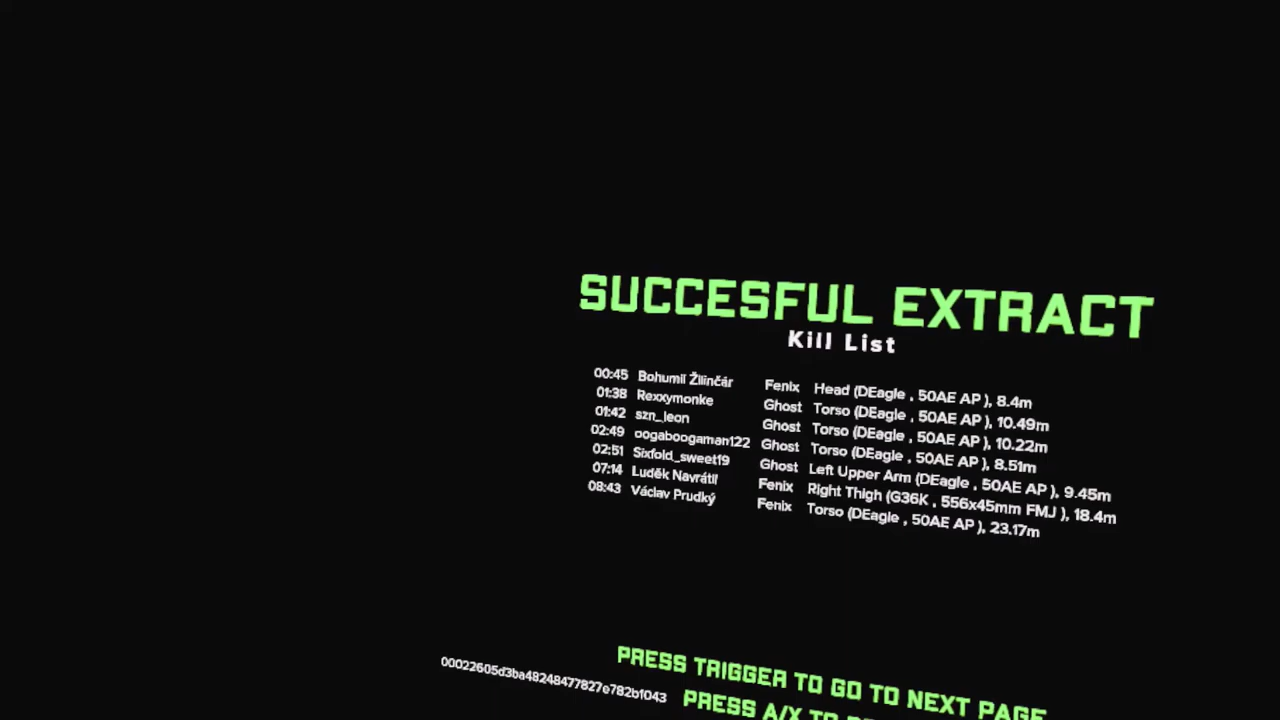 SUCCESFUL EXTRACT
Kill List
00:45 Bohumil Žilinčár Fenix Head (DEagle , 50AE AP ), 8.4m
01:38 Rexxymonke Ghost Torso (DEagle , 50AE AP ), 10.49m
01:42 szn_leon Ghost Torso (DEagle , 50AE AP ), 10.22m
02:49 oogaboogaman122 Ghost Torso (DEagle , 50AE AP ), 8.51m
02:51 Sixfold_sweet19 Ghost Left Upper Arm (DEagle , 50AE AP ), 9.45m
07:14 Luděk Navrátil Fenix Right Thigh (G36K , 556x45mm FMJ ), 18.4m
08:43 Václav Prudký Fenix Torso (DEagle , 50AE AP ), 23.17m
PRESS TRIGGER TO GO TO NEXT PAGE
00022605d3ba48248477827e782bf043
PRESS A/X TO